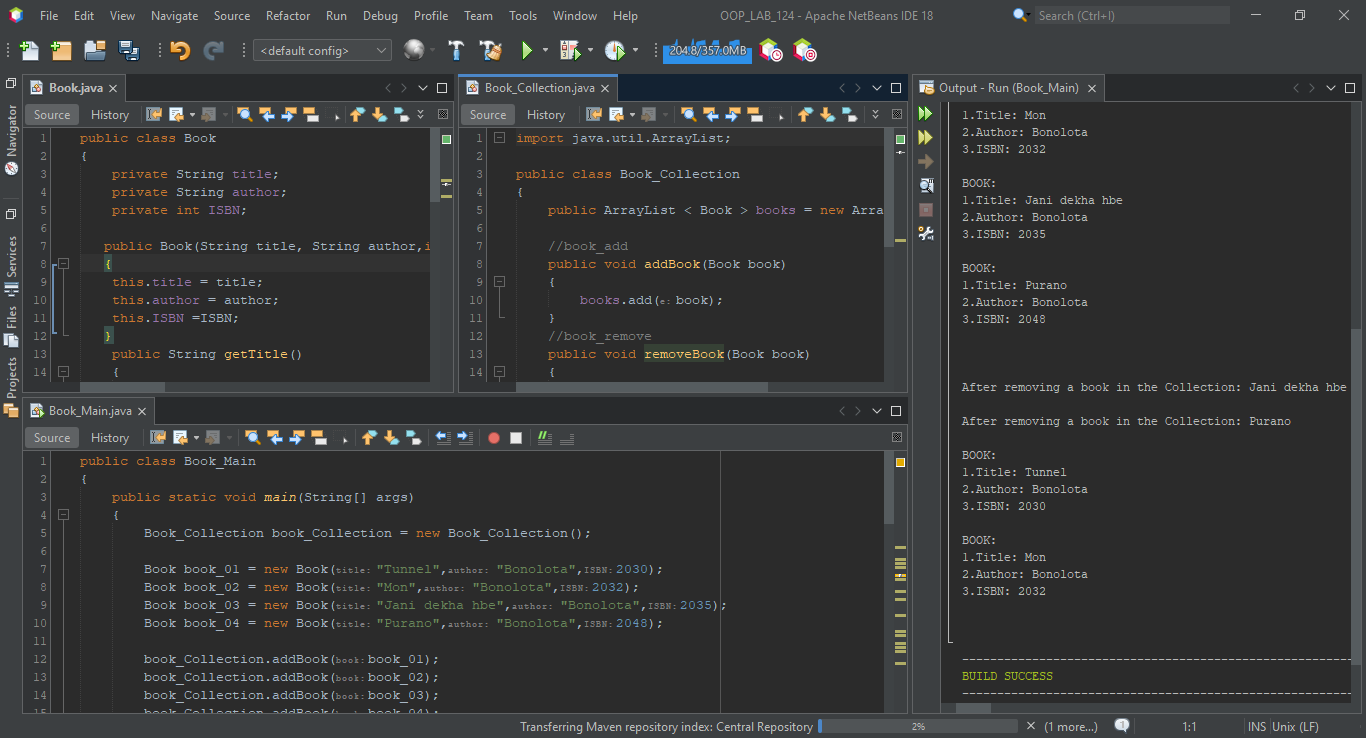 File Edit View Navigate Source Refactor Run Debug Profile Team Tools Window Help
OOP_LAB_124 - Apache NetBeans IDE 18
Search (Ctrl+I)
<default config>
204.8/357.0MB
Navigator
Services
Files
Projects
Book.java
Source History
1 public class Book
2 {
3 private String title;
4 private String author;
5 private int ISBN;
6
7 public Book(String title, String author,i
8 {
9 this.title = title;
10 this.author = author;
11 this.ISBN =ISBN;
12 }
13 public String getTitle()
14 {
Book_Collection.java
Source History
1 import java.util.ArrayList;
2
3 public class Book_Collection
4 {
5 public ArrayList < Book > books = new Arra
6
7 //book_add
8 public void addBook(Book book)
9 {
10 books.add(e: book);
11 }
12 //book_remove
13 public void removeBook(Book book)
14 {
Book_Main.java
Source History
1 public class Book_Main
2 {
3 public static void main(String[] args)
4 {
5 Book_Collection book_Collection = new Book_Collection();
6
7 Book book_01 = new Book(title: "Tunnel",author: "Bonolota",ISBN: 2030);
8 Book book_02 = new Book(title: "Mon",author: "Bonolota",ISBN: 2032);
9 Book book_03 = new Book(title: "Jani dekha hbe",author: "Bonolota",ISBN: 2035);
10 Book book_04 = new Book(title: "Purano",author: "Bonolota",ISBN: 2048);
11
12 book_Collection.addBook(book: book_01);
13 book_Collection.addBook(book: book_02);
14 book_Collection.addBook(book: book_03);
15 book_Collection.addBook(book: book_04);
Output - Run (Book_Main)
1.Title: Mon
2.Author: Bonolota
3.ISBN: 2032
BOOK:
1.Title: Jani dekha hbe
2.Author: Bonolota
3.ISBN: 2035
BOOK:
1.Title: Purano
2.Author: Bonolota
3.ISBN: 2048
After removing a book in the Collection: Jani dekha hbe
After removing a book in the Collection: Purano
BOOK:
1.Title: Tunnel
2.Author: Bonolota
3.ISBN: 2030
BOOK:
1.Title: Mon
2.Author: Bonolota
3.ISBN: 2032
------------------------------------------------
BUILD SUCCESS
------------------------------------------------
Transferring Maven repository index: Central Repository 2% (1 more...) 1 1:1 INS Unix (LF)